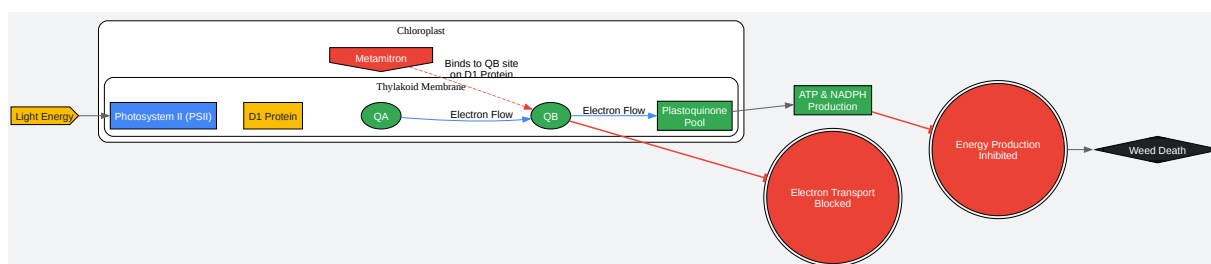 Chloroplast
Metamitron
Binds to QB site
on D1 Protein
Thylakoid Membrane
Light Energy
Photosystem II (PSII)
D1 Protein
QA
Electron Flow
QB
Electron Flow
Plastoquinone
Pool
ATP & NADPH
Production
Electron Transport
Blocked
Energy Production
Inhibited
Weed Death